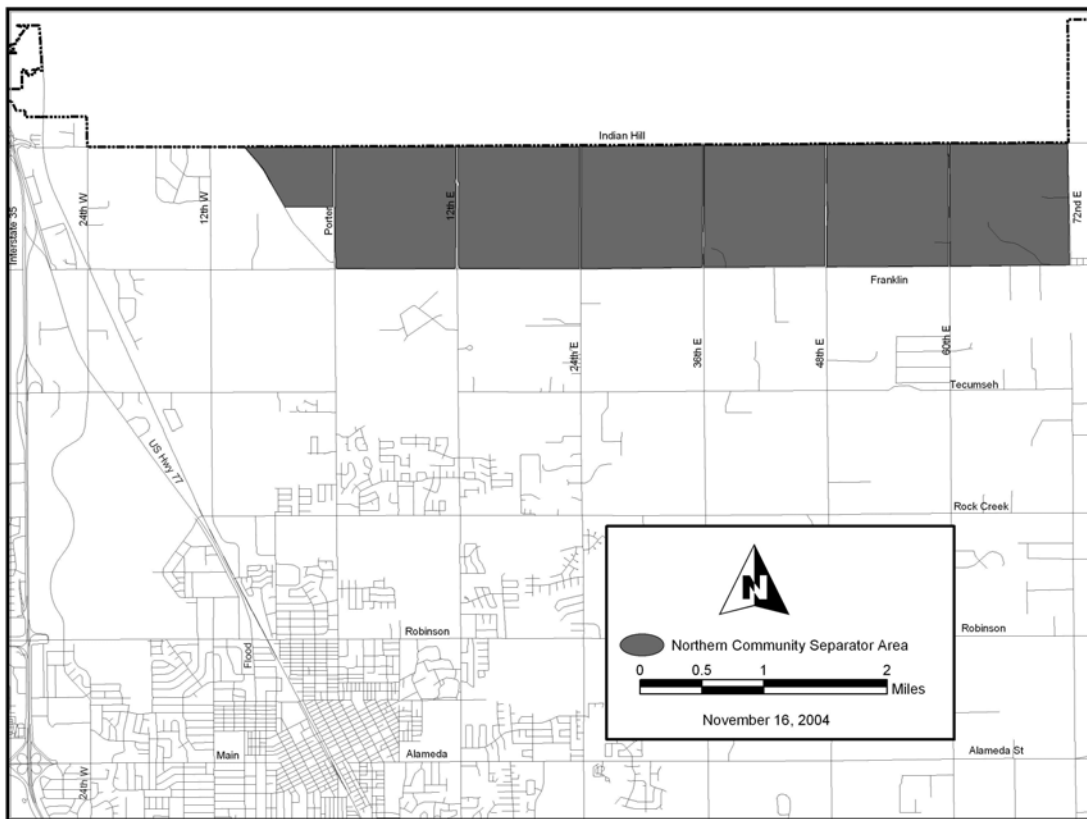 Indian Hill
Interstate 35
24th W
12th W
Porter
12th E
72nd E
Franklin
24th E
36th E
48th E
60th E
Tecumseh
US Hwy 77
Rock Creek
N
Northern Community Separator Area
0 0.5 1 2
Miles
November 16, 2004
Robinson
Robinson
Flood
Main
Alameda
Alameda St
24th W